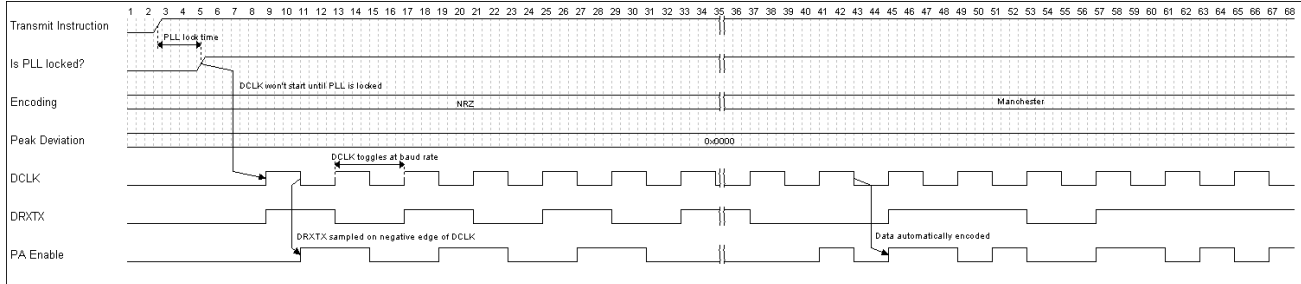 1 2 3 4 5 6 7 8 9 10 11 12 13 14 15 16 17 18 19 20 21 22 23 24 25 26 27 28 29 30 31 32 33 34 35 36 37 38 39 40 41 42 43 44 45 46 47 48 49 50 51 52 53 54 55 56 57 58 59 60 61 62 63 64 65 66 67 68
Transmit Instruction
PLL lock time
Is PLL locked?
DCLK won't start until PLL is locked
Encoding NRZ Manchester
Peak Deviation 0x0000
DCLK toggles at baud rate
DCLK
DRXTX
DRXTX sampled on negative edge of DCLK Data automatically encoded
PA Enable